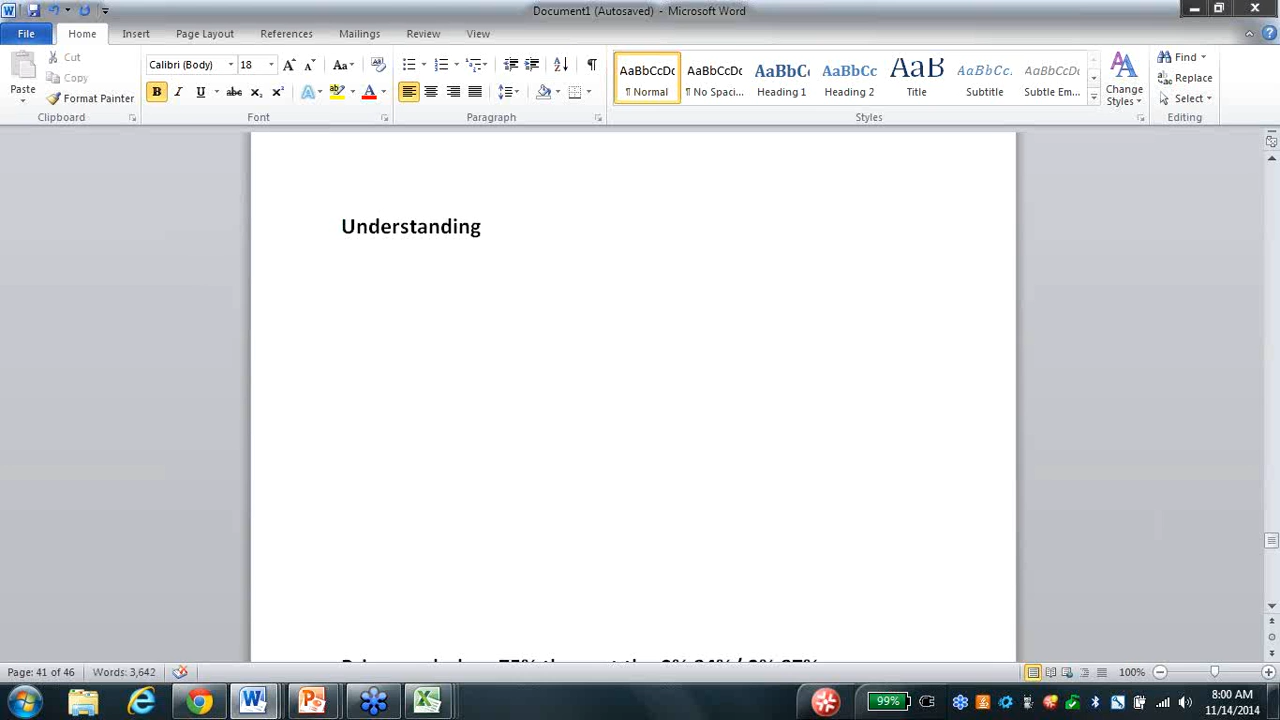 Document1 (Autosaved) - Microsoft Word
File Home Insert Page Layout References Mailings Review View
Paste
Cut
Copy
Format Painter
Clipboard
Calibri (Body) 18
Font
Paragraph
AaBbCcDc ¶ Normal
AaBbCcDc ¶ No Spaci...
AaBbC( Heading 1
AaBbCc Heading 2
AaB Title
AaBbCc. Subtitle
AaBbCcDc Subtle Em...
Change Styles
Styles
Find
Replace
Select
Editing
Understanding
Page: 41 of 46 Words: 3,642 100%
99% 8:00 AM
11/14/2014